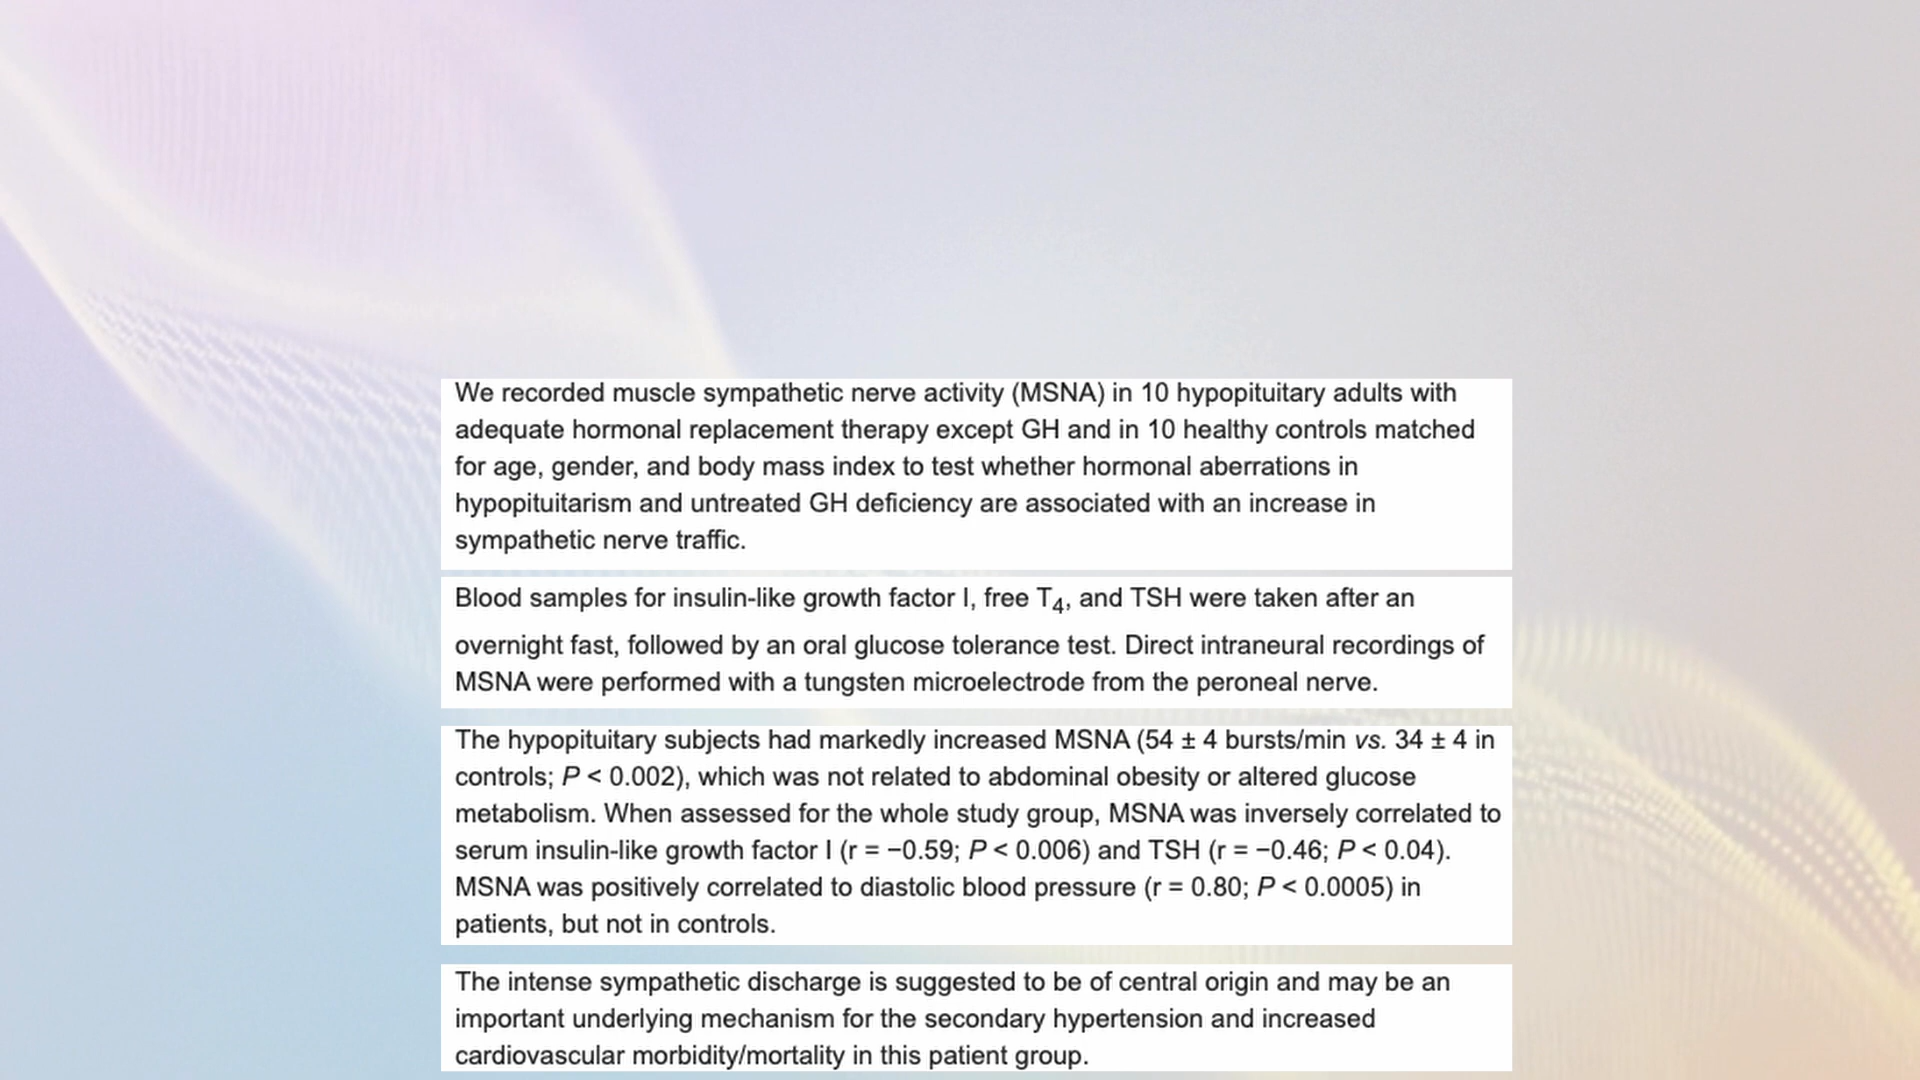 We recorded muscle sympathetic nerve activity (MSNA) in 10 hypopituitary adults with
adequate hormonal replacement therapy except GH and in 10 healthy controls matched
for age, gender, and body mass index to test whether hormonal aberrations in
hypopituitarism and untreated GH deficiency are associated with an increase in
sympathetic nerve traffic.
Blood samples for insulin-like growth factor I, free T4, and TSH were taken after an
overnight fast, followed by an oral glucose tolerance test. Direct intraneural recordings of
MSNA were performed with a tungsten microelectrode from the peroneal nerve.
The hypopituitary subjects had markedly increased MSNA (54 ± 4 bursts/min vs. 34 ± 4 in
controls; P < 0.002), which was not related to abdominal obesity or altered glucose
metabolism. When assessed for the whole study group, MSNA was inversely correlated to
serum insulin-like growth factor I (r = −0.59; P < 0.006) and TSH (r = −0.46; P < 0.04).
MSNA was positively correlated to diastolic blood pressure (r = 0.80; P < 0.0005) in
patients, but not in controls.
The intense sympathetic discharge is suggested to be of central origin and may be an
important underlying mechanism for the secondary hypertension and increased
cardiovascular morbidity/mortality in this patient group.